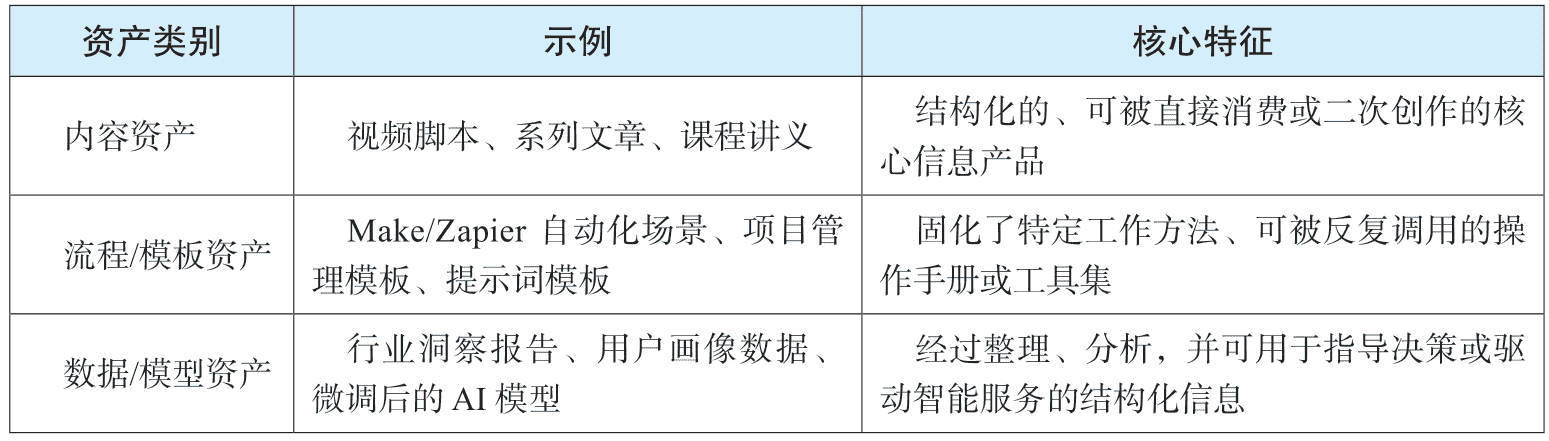 资产类别 示例 核心特征
内容资产 视频脚本、系列文章、课程讲义 结构化的、可被直接消费或二次创作的核
心信息产品
流程/模板资产 Make/Zapier 自动化场景、项目管
理模板、提示词模板 固化了特定工作方法、可被反复调用的操
作手册或工具集
数据/模型资产 行业洞察报告、用户画像数据、
微调后的 AI 模型 经过整理、分析，并可用于指导决策或驱
动智能服务的结构化信息